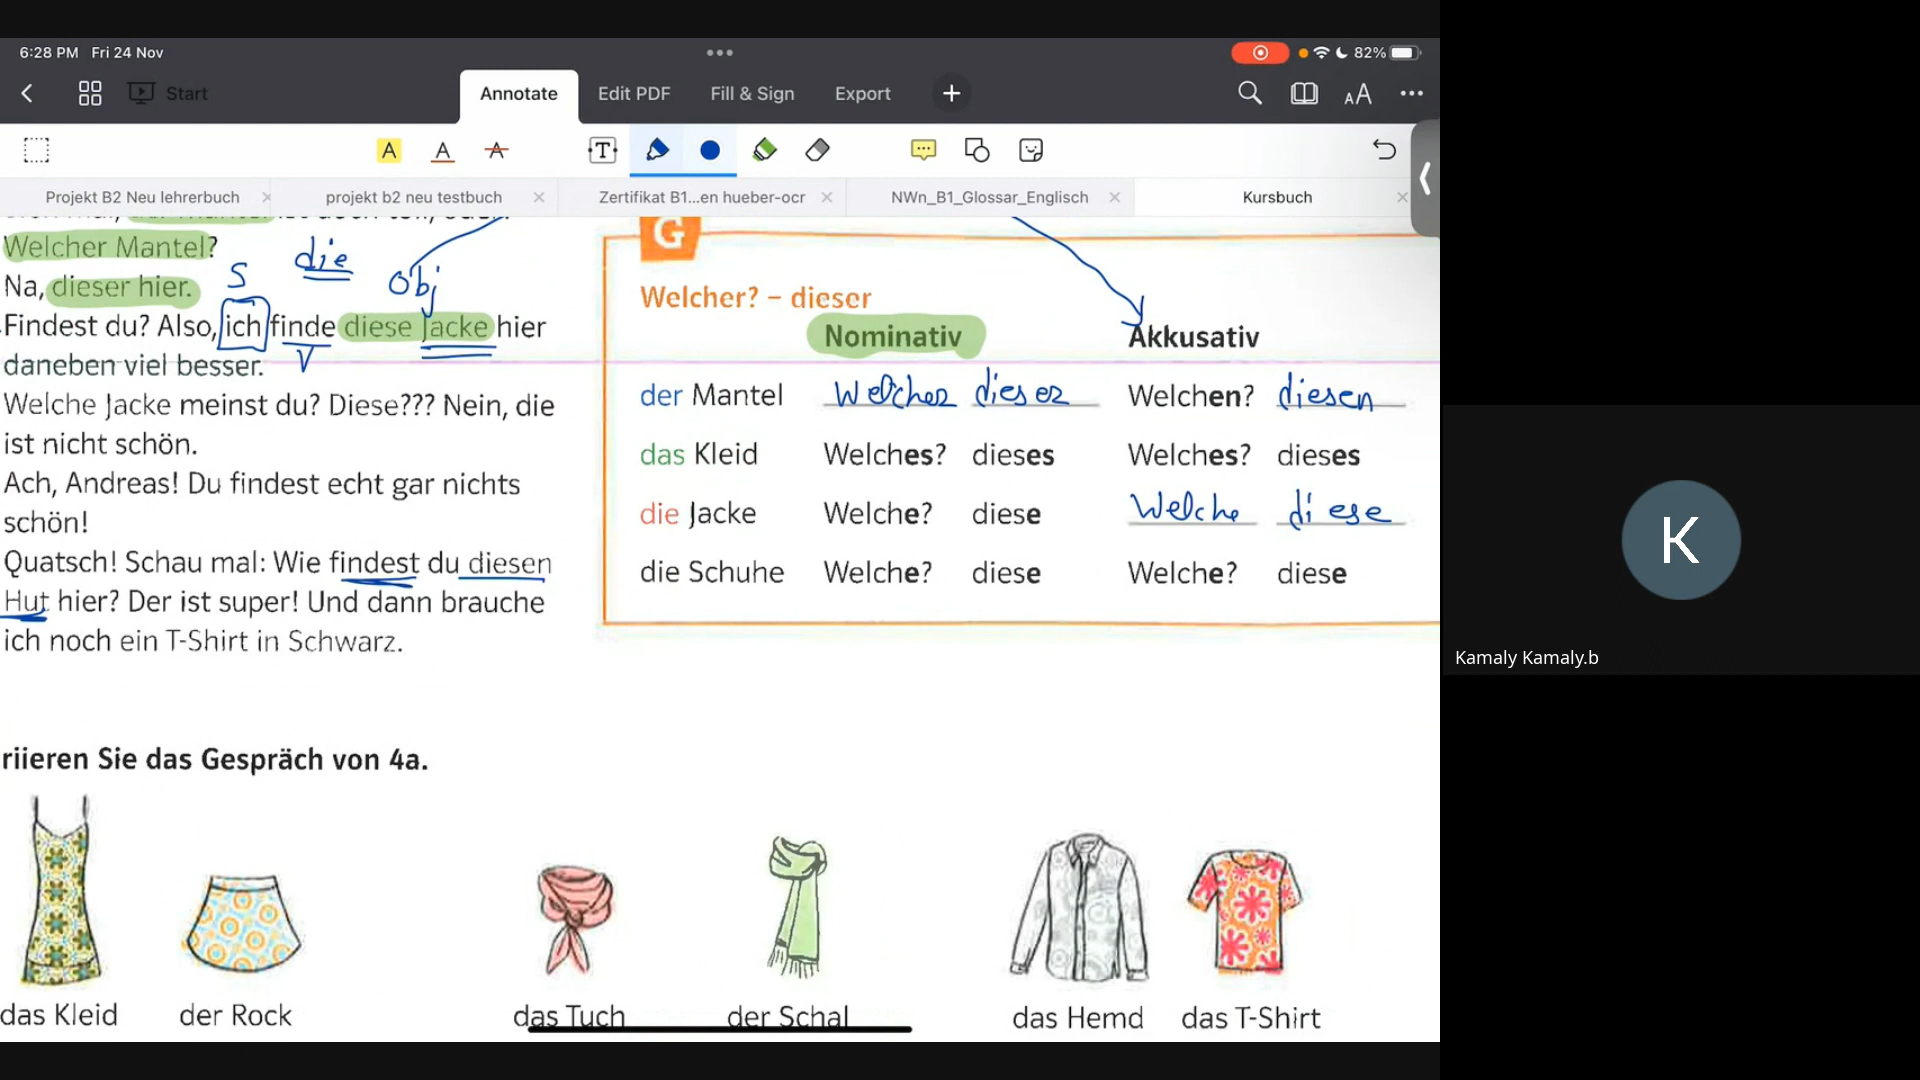 6:28 PM Fri 24 Nov
82%
Start
Annotate
Edit PDF
Fill & Sign
Export
Projekt B2 Neu lehrerbuch
projekt b2 neu testbuch
Zertifikat B1...en hueber-ocr
NWn_B1_Glossar_Englisch
Kursbuch
Welcher Mantel?
die
S
Obj
Na, dieser hier.
Findest du? Also, ich finde diese Jacke hier
V
daneben viel besser.
Welche Jacke meinst du? Diese??? Nein, die
ist nicht schön.
Ach, Andreas! Du findest echt gar nichts
schön!
Quatsch! Schau mal: Wie findest du diesen
Hut hier? Der ist super! Und dann brauche
ich noch ein T-Shirt in Schwarz.
G
Welcher? – dieser
Nominativ Akkusativ
der Mantel Welcher dieser Welchen? diesen
das Kleid Welches? dieses Welches? dieses
die Jacke Welche? diese Welche diese
die Schuhe Welche? diese Welche? diese
riieren Sie das Gespräch von 4a.
das Kleid
der Rock
das Tuch
der Schal
das Hemd
das T-Shirt
K
Kamaly Kamaly.b